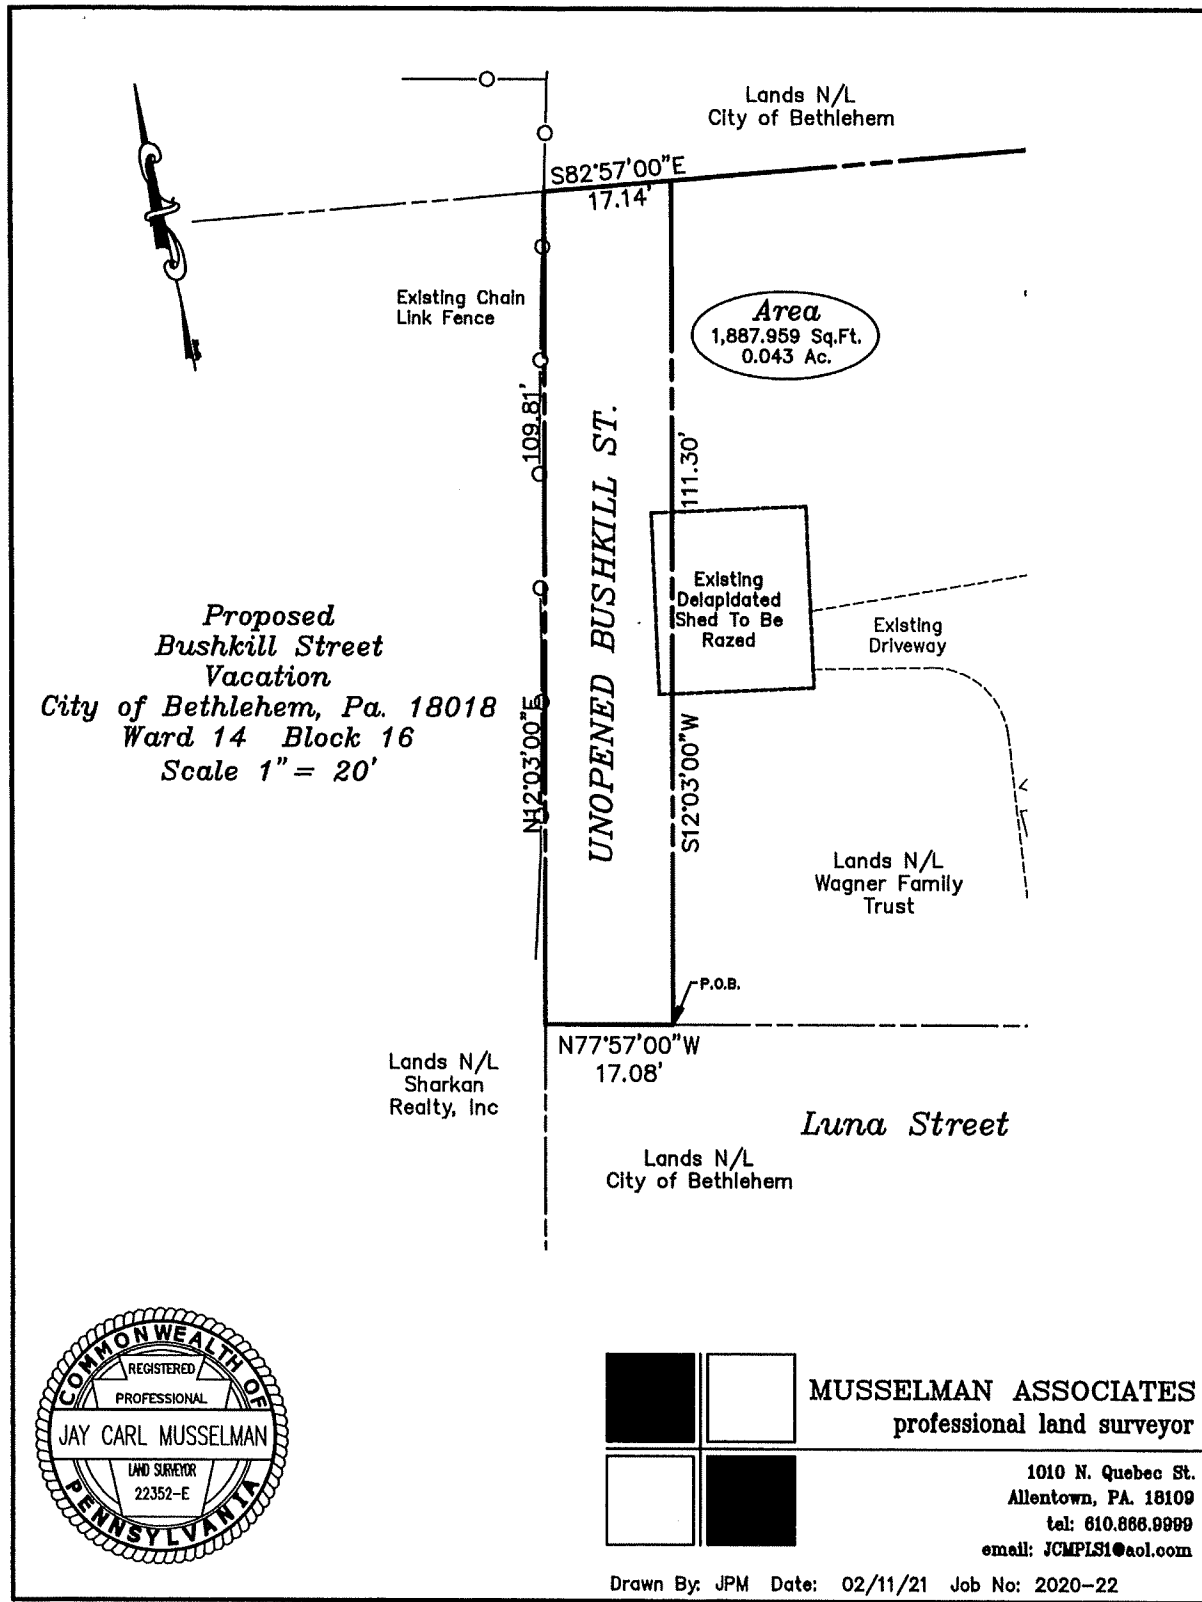 Lands N/L
City of Bethlehem
S82°57'00"E
17.14'
Existing Chain
Link Fence
Area
1,887.959 Sq.Ft.
0.043 Ac.
109.81'
UNOPENED BUSHKILL ST.
111.30'
Existing
Delapidated
Shed To Be
Razed
Existing
Driveway
Proposed
Bushkill Street
Vacation
City of Bethlehem, Pa. 18018
Ward 14 Block 16
Scale 1"= 20'
N12°03'00"E
S12°03'00"W
Lands N/L
Wagner Family
Trust
P.O.B.
N77°57'00"W
17.08'
Lands N/L
Sharkan
Realty, Inc
Luna Street
Lands N/L
City of Bethlehem
COMMONWEALTH OF
REGISTERED
PROFESSIONAL
JAY CARL MUSSELMAN
LAND SURVEYOR
22352-E
PENNSYLVANIA
MUSSELMAN ASSOCIATES
professional land surveyor
1010 N. Quebec St.
Allentown, PA. 18109
tel: 610.866.9999
email: JCMPLS1@aol.com
Drawn By: JPM Date: 02/11/21 Job No: 2020-22